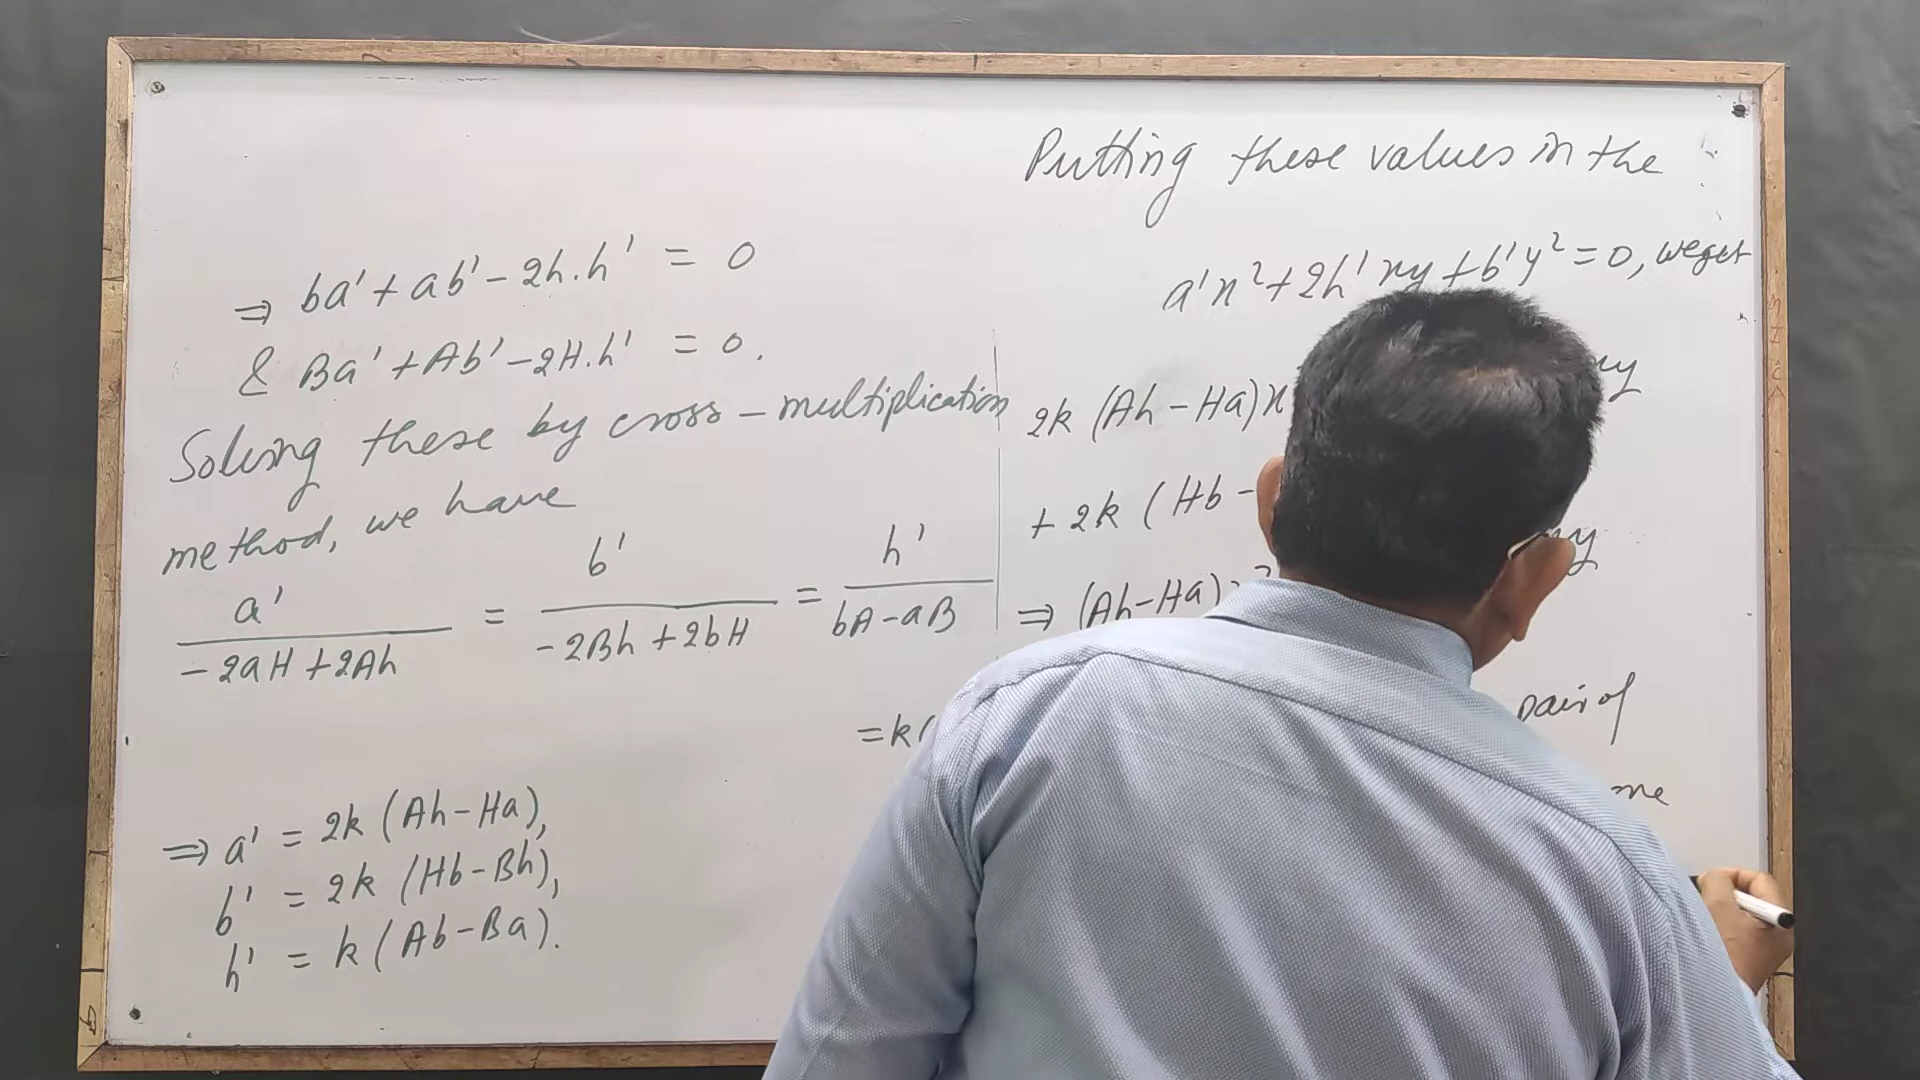 ⇒ ba' + ab' - 2h.h' = 0
& Ba' + Ab' - 2H.h' = 0.
Solving these by cross-multiplication
method, we have
a' / (-2aH + 2Ah) = b' / (-2Bh + 2bH) = h' / (bA - aB)
= k(
⇒ a' = 2k (Ah - Ha),
b' = 2k (Hb - Bh),
h' = k (Ab - Ba).
Putting these values in the
a'x² + 2h'xy + b'y² = 0, we get
2k (Ah - Ha)x xy
+ 2k (Hb -
⇒ (Ah - Ha)
pair of
me